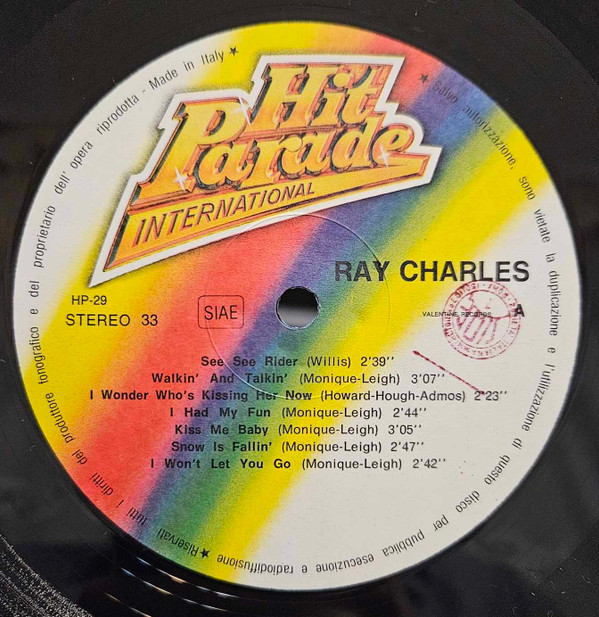 Hit
Parade
INTERNATIONAL
RAY CHARLES
HP-29
STEREO 33
SIAE
VALENTINE RECORDS
A
See See Rider (Willis) 2'39''
Walkin' And Talkin' (Monique-Leigh) 3'07''
I Wonder Who's Kissing Her Now (Howard-Hough-Admos) 2'23''
I Had My Fun (Monique-Leigh) 2'44''
Kiss Me Baby (Monique-Leigh) 3'05''
Snow Is Fallin' (Monique-Leigh) 2'47''
I Won't Let You Go (Monique-Leigh) 2'42''
★ Riservati tutti i diritti del produttore fonografico e del proprietario dell' opera riprodotta - Made in Italy ★
★ Salvo autorizzazione, sono vietate la duplicazione e l'utilizzazione di questo disco per pubblica esecuzione e radiodiffusione